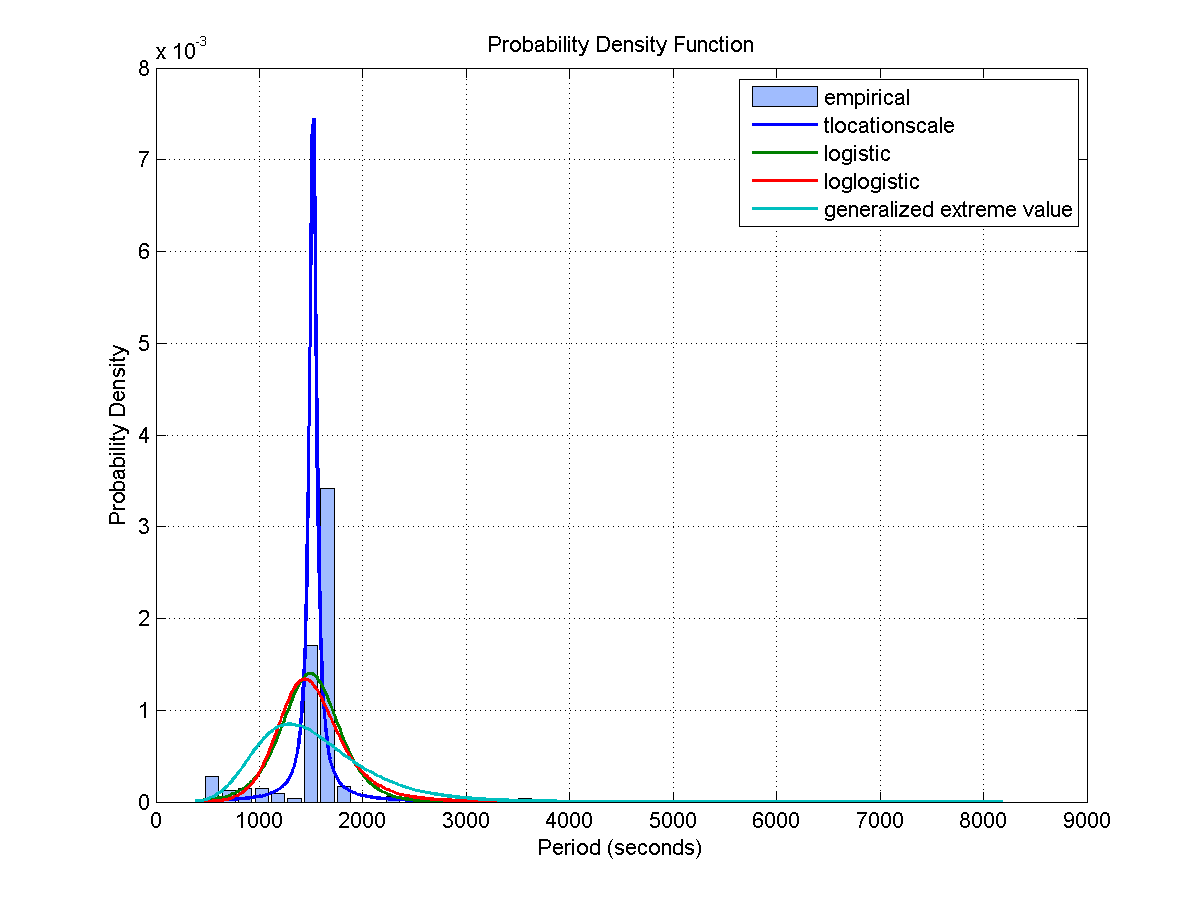 Probability Density Function
x 10-3
8
7
6
5
4
3
2
1
0
Probability Density
0 1000 2000 3000 4000 5000 6000 7000 8000 9000
Period (seconds)
empirical
tlocationscale
logistic
loglogistic
generalized extreme value